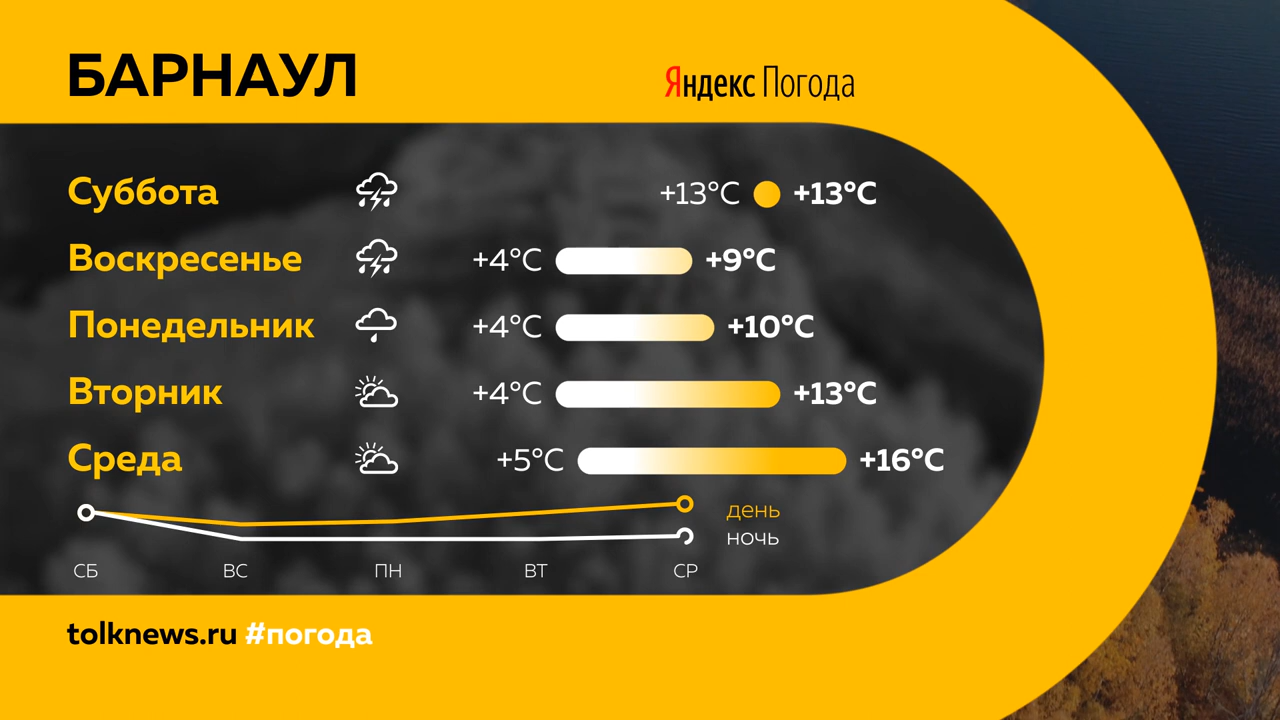 БАРНАУЛ
Яндекс Погода
Суббота +13°C +13°C
Воскресенье +4°C +9°C
Понедельник +4°C +10°C
Вторник +4°C +13°C
Среда +5°C +16°C
день
ночь
СБ ВС ПН ВТ СР
tolknews.ru #погода